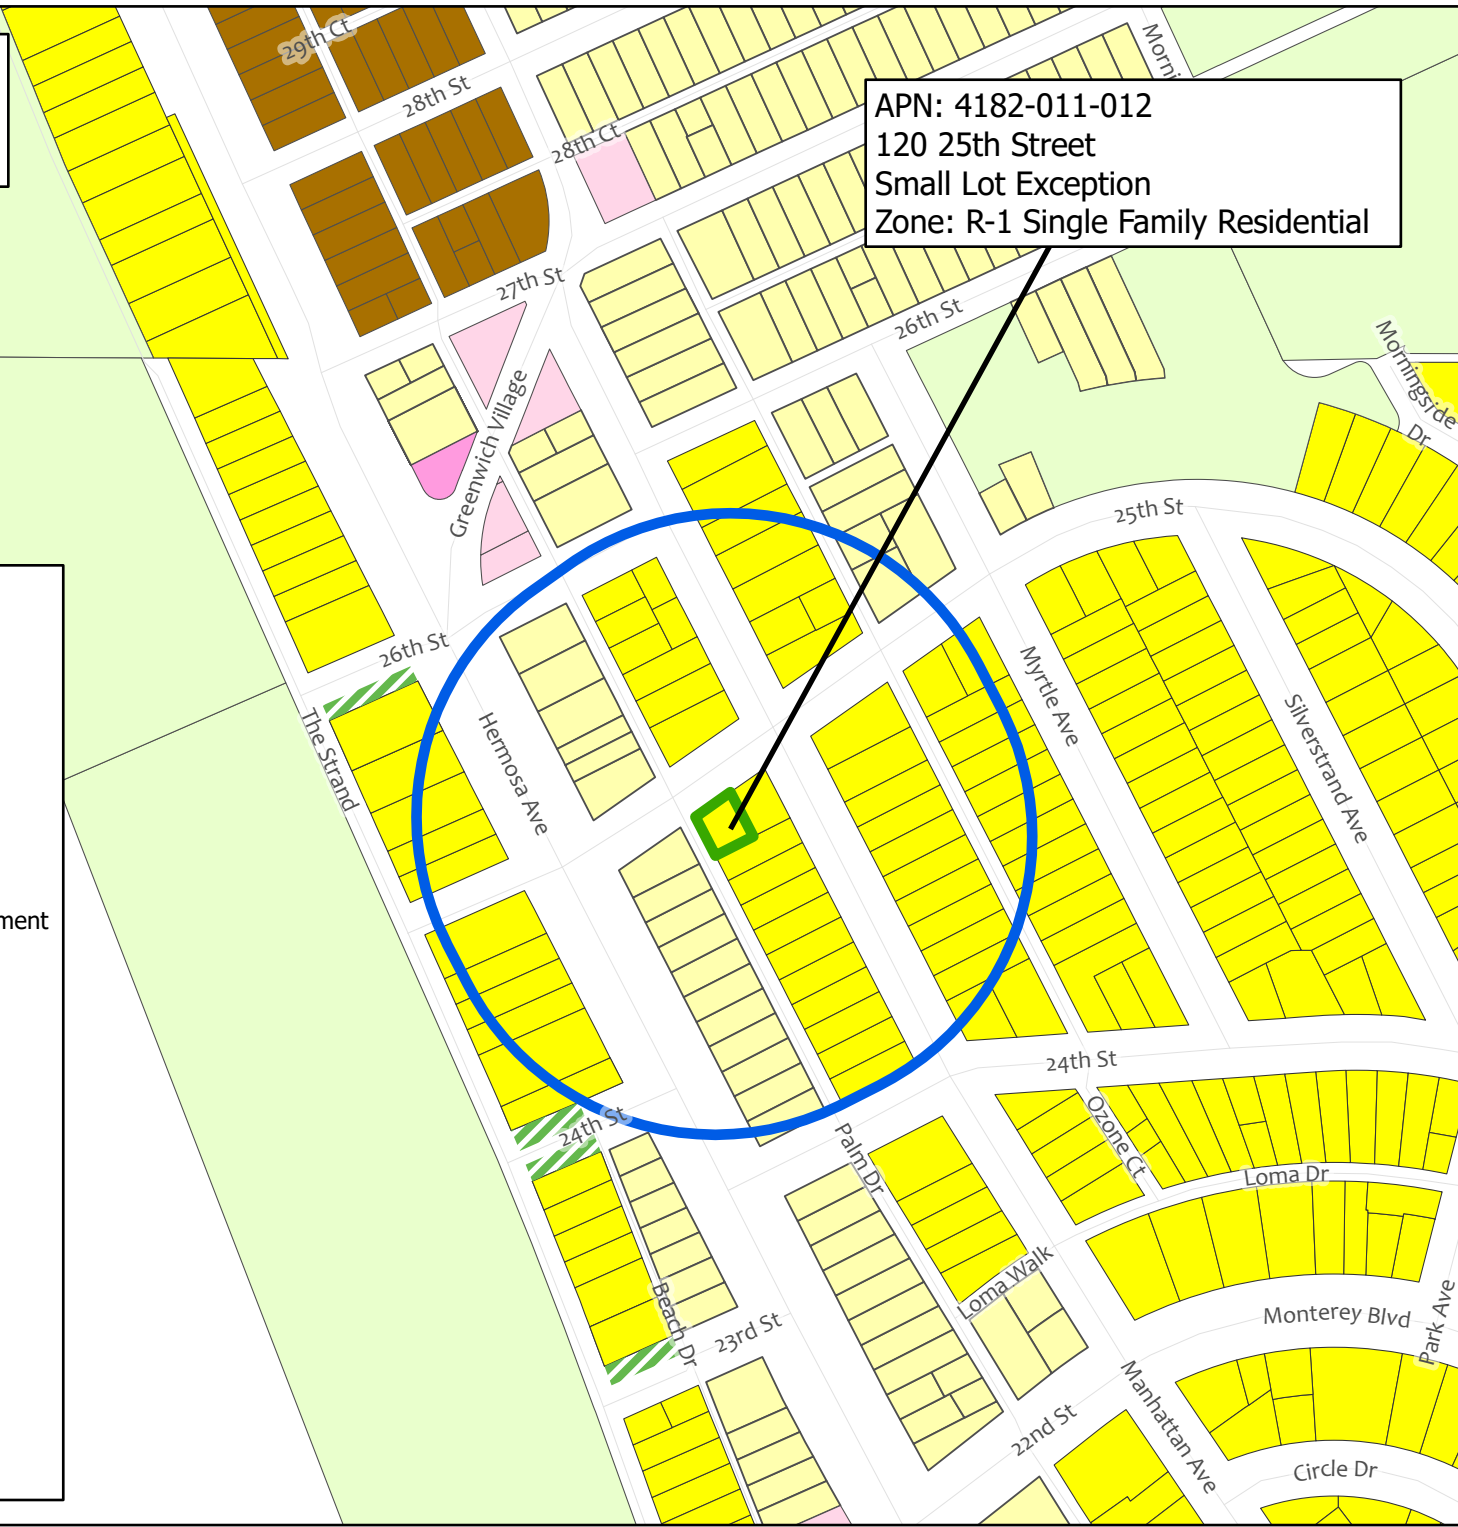 29th Ct
28th St
28th Ct
Morni
APN: 4182-011-012
120 25th Street
Small Lot Exception
Zone: R-1 Single Family Residential
27th St
26th St
Morningside
Dr
Greenwich Village
25th St
26th St
The Strand
Hermosa Ave
Myrtle Ave
Silverstrand Ave
ment
24th St
24th St
Ozone Ct
Palm Dr
Loma Dr
Loma Walk
Beach Dr
23rd St
Monterey Blvd
Park Ave
Manhattan Ave
22nd St
Circle Dr